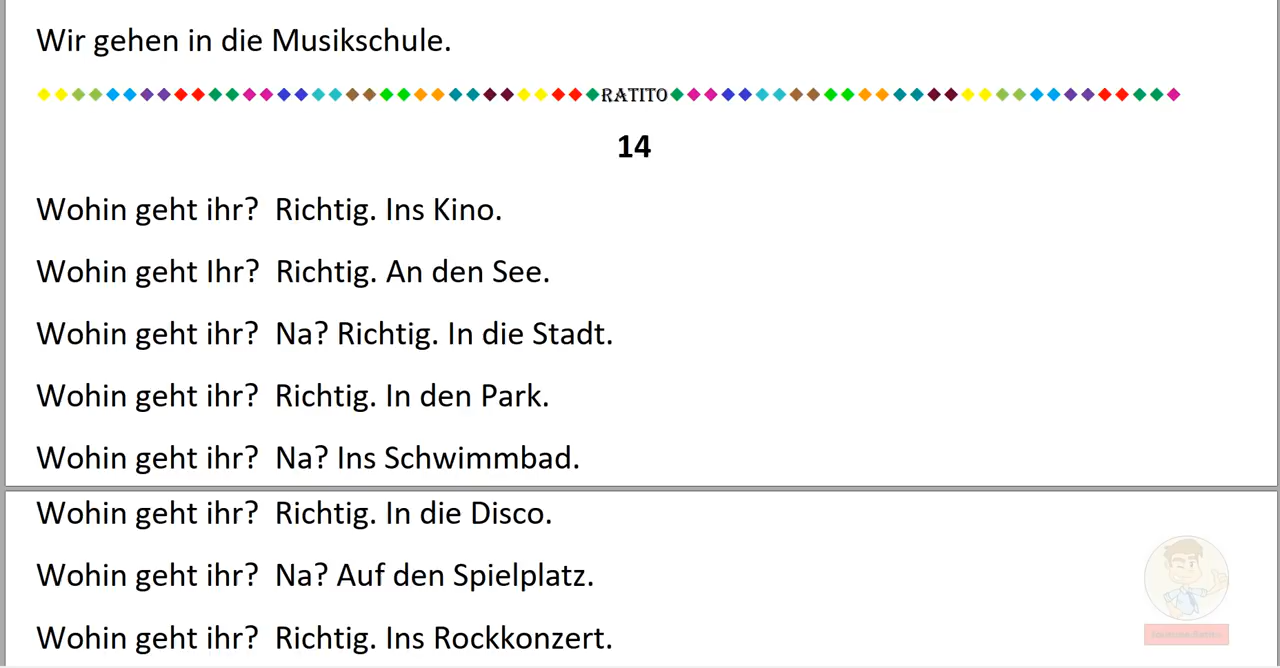 Wir gehen in die Musikschule.
RATITO
14
Wohin geht ihr? Richtig. Ins Kino.
Wohin geht Ihr? Richtig. An den See.
Wohin geht ihr? Na? Richtig. In die Stadt.
Wohin geht ihr? Richtig. In den Park.
Wohin geht ihr? Na? Ins Schwimmbad.
Wohin geht ihr? Richtig. In die Disco.
Wohin geht ihr? Na? Auf den Spielplatz.
Wohin geht ihr? Richtig. Ins Rockkonzert.